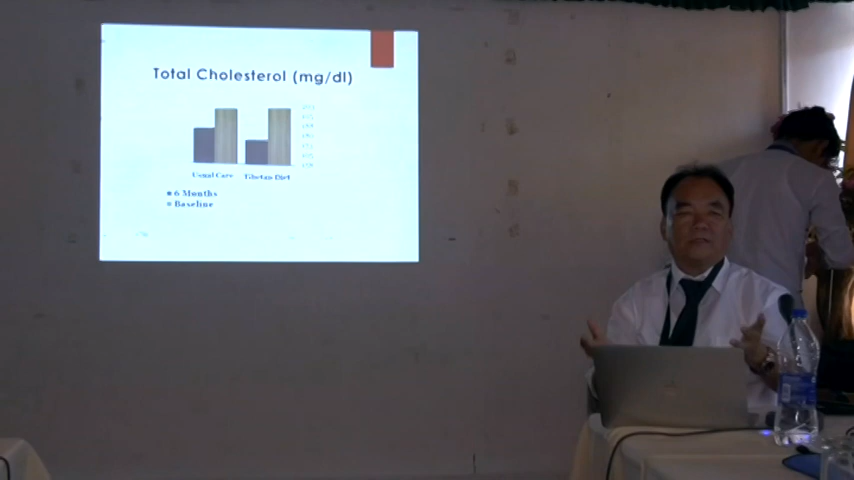 Total Cholesterol (mg/dl)
Usual Care Tibetan Diet
6 Months
Baseline